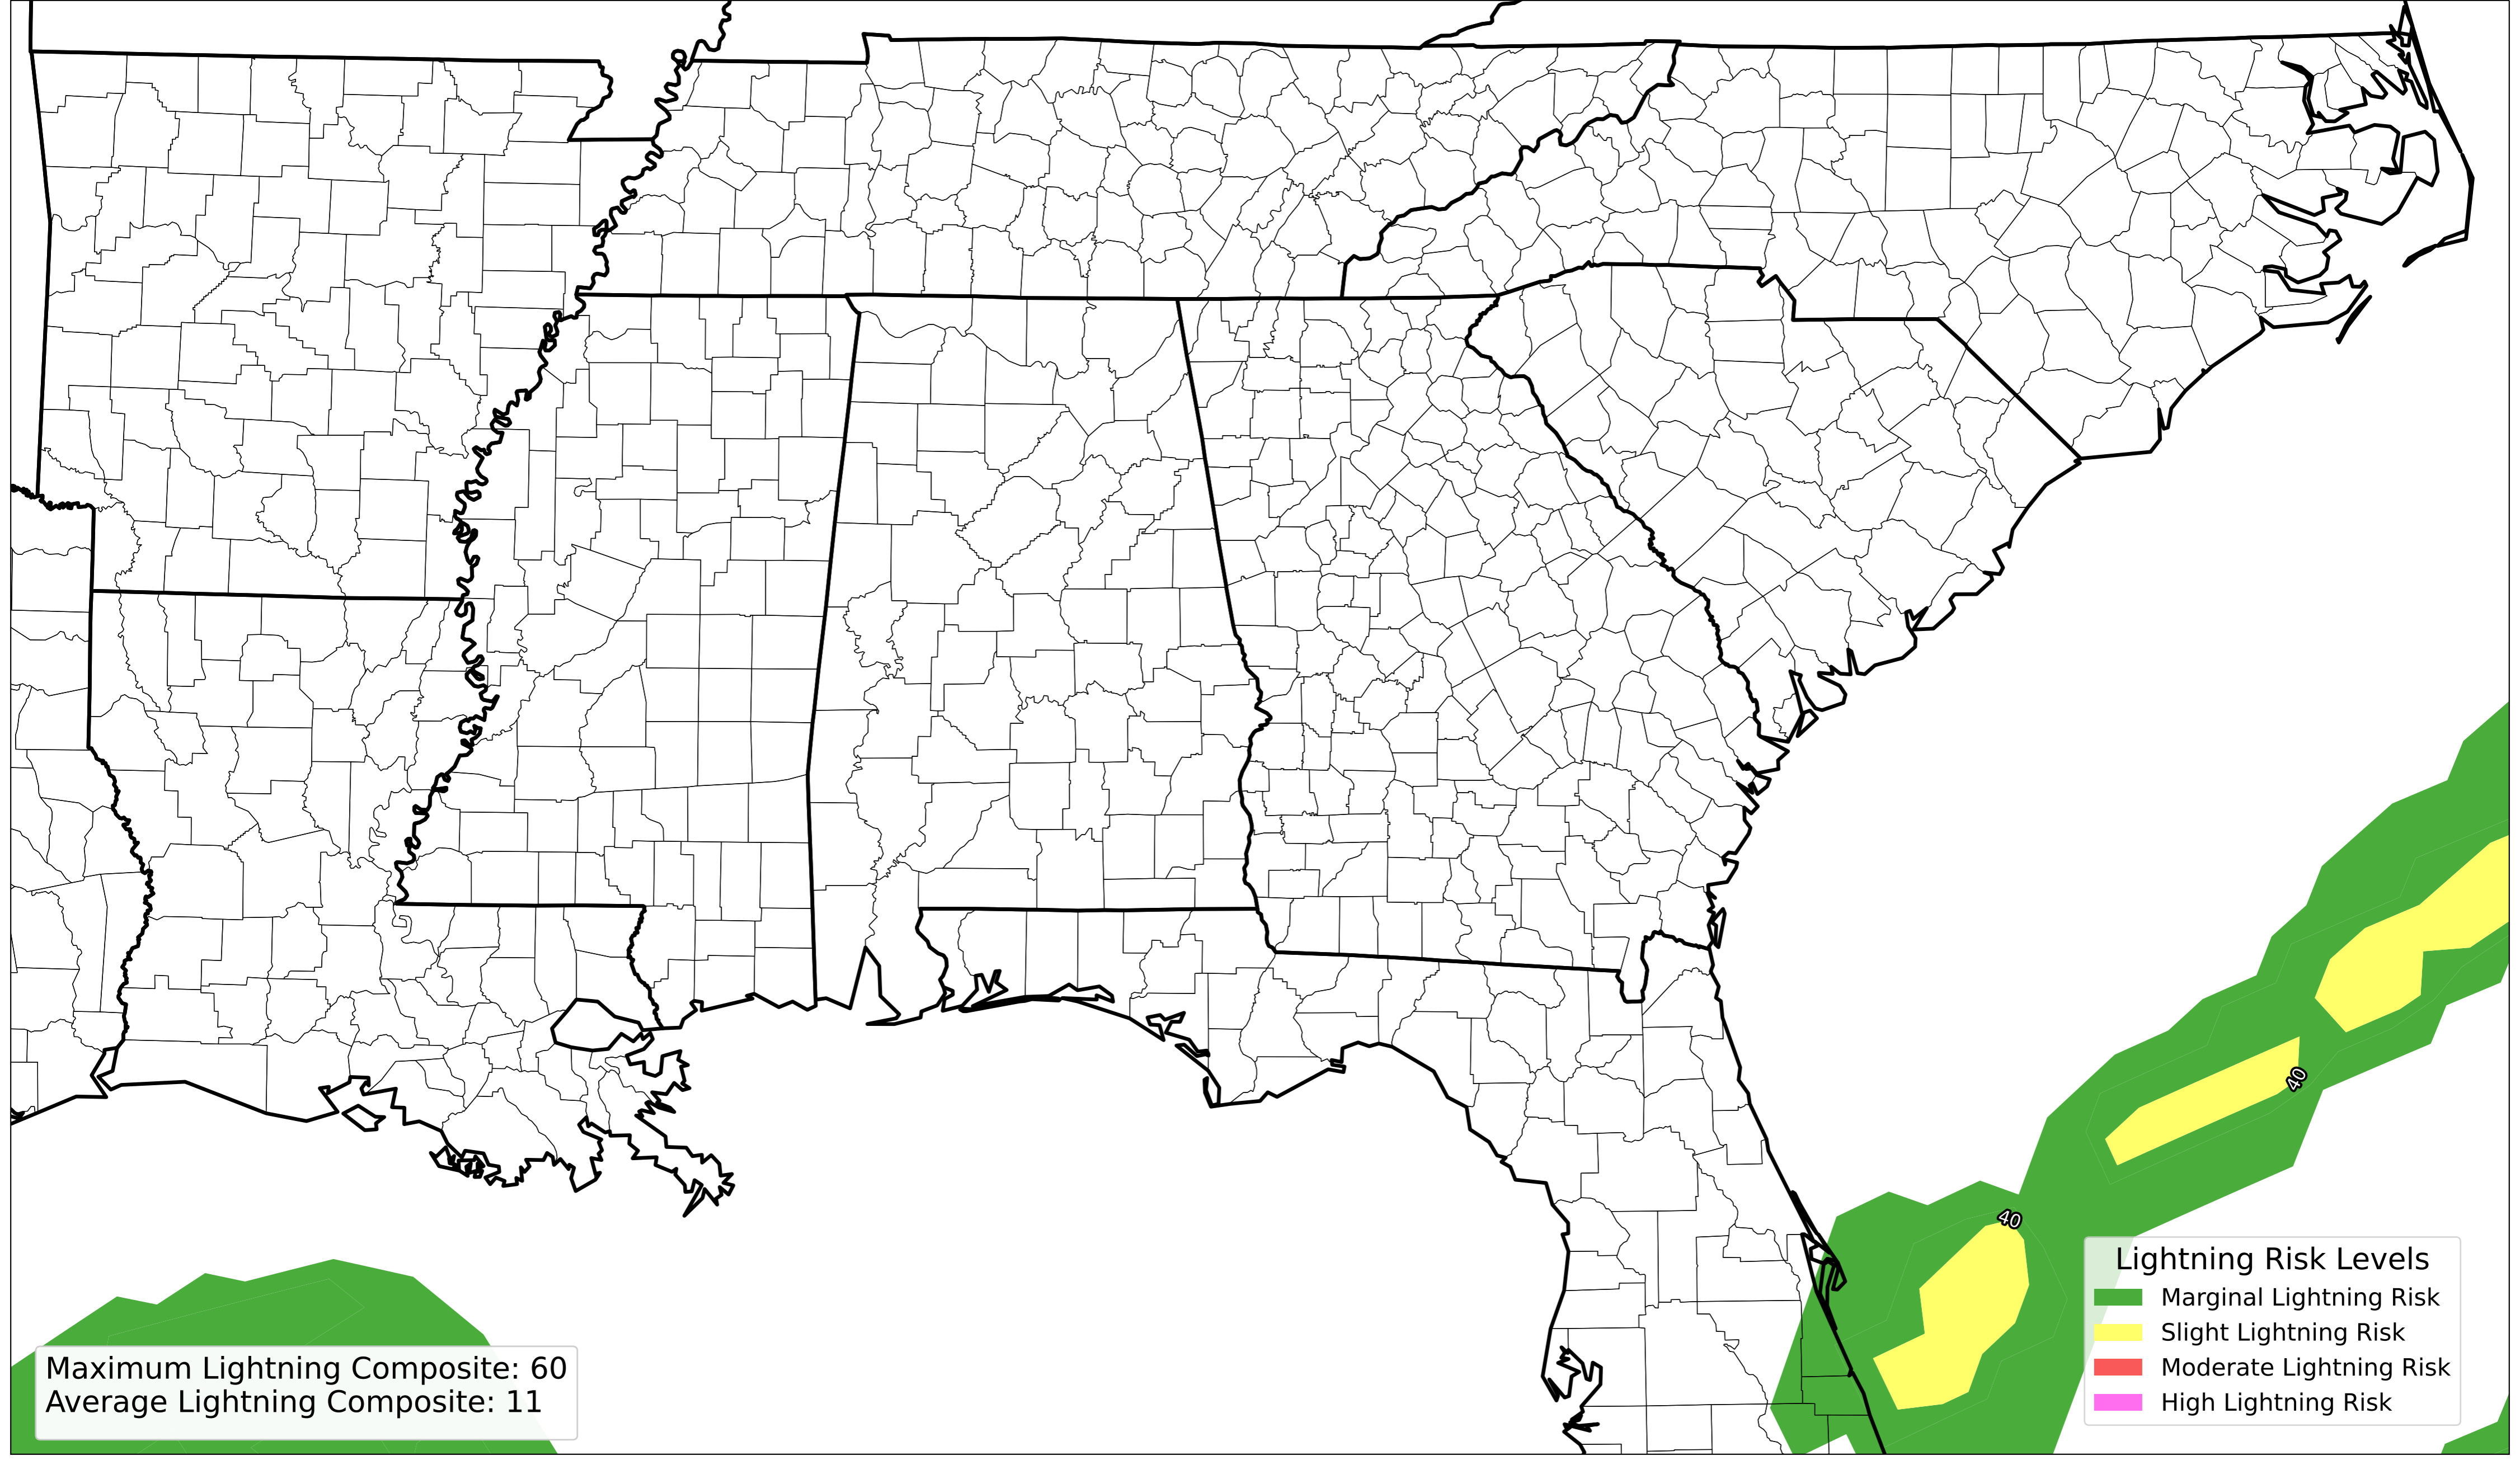 40
40
Lightning Risk Levels
Marginal Lightning Risk
Slight Lightning Risk
Moderate Lightning Risk
High Lightning Risk
Maximum Lightning Composite: 60
Average Lightning Composite: 11